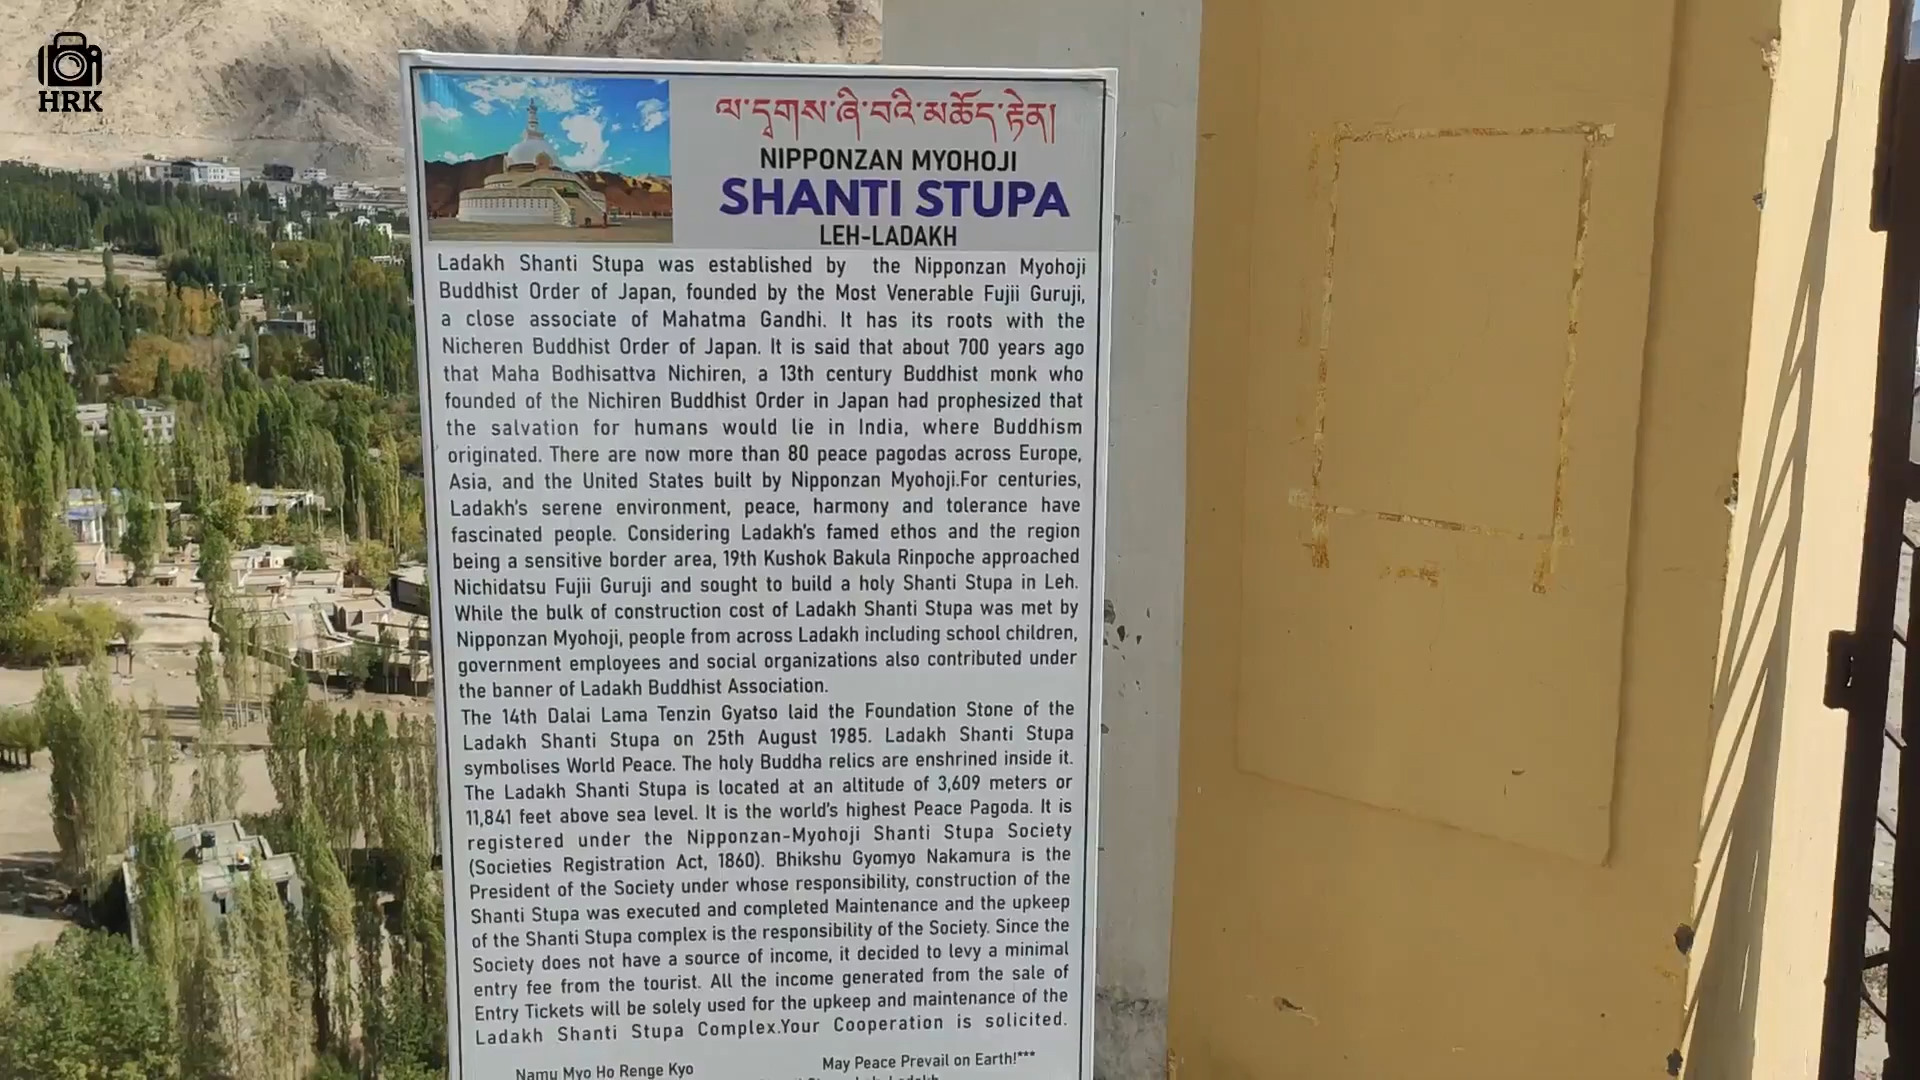 HRK
ལ་དྭགས་ཞི་བའི་མཆོད་རྟེན།
NIPPONZAN MYOHOJI
SHANTI STUPA
LEH-LADAKH
Ladakh Shanti Stupa was established by the Nipponzan Myohoji
Buddhist Order of Japan, founded by the Most Venerable Fujii Guruji,
a close associate of Mahatma Gandhi. It has its roots with the
Nicheren Buddhist Order of Japan. It is said that about 700 years ago
that Maha Bodhisattva Nichiren, a 13th century Buddhist monk who
founded of the Nichiren Buddhist Order in Japan had prophesized that
the salvation for humans would lie in India, where Buddhism
originated. There are now more than 80 peace pagodas across Europe,
Asia, and the United States built by Nipponzan Myohoji.For centuries,
Ladakh's serene environment, peace, harmony and tolerance have
fascinated people. Considering Ladakh's famed ethos and the region
being a sensitive border area, 19th Kushok Bakula Rinpoche approached
Nichidatsu Fujii Guruji and sought to build a holy Shanti Stupa in Leh.
While the bulk of construction cost of Ladakh Shanti Stupa was met by
Nipponzan Myohoji, people from across Ladakh including school children,
government employees and social organizations also contributed under
the banner of Ladakh Buddhist Association.
The 14th Dalai Lama Tenzin Gyatso laid the Foundation Stone of the
Ladakh Shanti Stupa on 25th August 1985. Ladakh Shanti Stupa
symbolises World Peace. The holy Buddha relics are enshrined inside it.
The Ladakh Shanti Stupa is located at an altitude of 3,609 meters or
11,841 feet above sea level. It is the world's highest Peace Pagoda. It is
registered under the Nipponzan-Myohoji Shanti Stupa Society
(Societies Registration Act, 1860). Bhikshu Gyomyo Nakamura is the
President of the Society under whose responsibility, construction of the
Shanti Stupa was executed and completed Maintenance and the upkeep
of the Shanti Stupa complex is the responsibility of the Society. Since the
Society does not have a source of income, it decided to levy a minimal
entry fee from the tourist. All the income generated from the sale of
Entry Tickets will be solely used for the upkeep and maintenance of the
Ladakh Shanti Stupa Complex.Your Cooperation is solicited.
Namu Myo Ho Renge Kyo May Peace Prevail on Earth!***